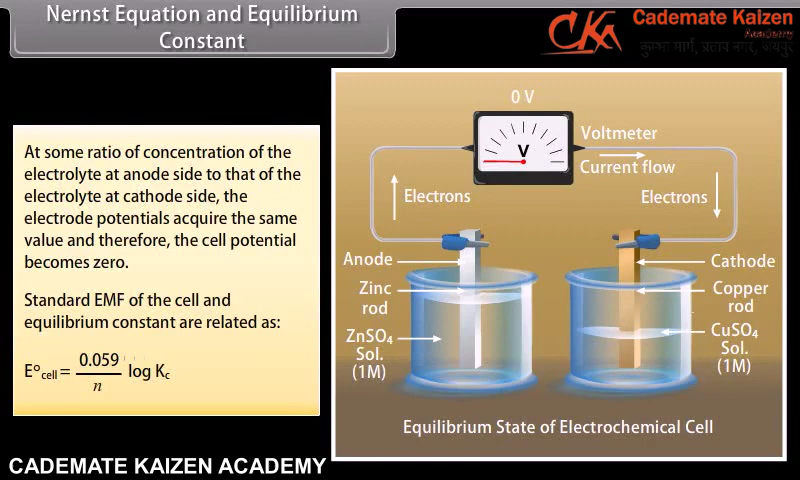 Nernst Equation and Equilibrium
Constant
CKA
Cademate Kaizen
Academy
कुम्भा मार्ग, प्रताप नगर, जयपुर
At some ratio of concentration of the
electrolyte at anode side to that of the
electrolyte at cathode side, the
electrode potentials acquire the same
value and therefore, the cell potential
becomes zero.
Standard EMF of the cell and
equilibrium constant are related as:
E°cell = 0.059/n log Kc
0 V
V
Voltmeter
Current flow
Electrons
Electrons
Anode
Zinc
rod
ZnSO₄
Sol.
(1M)
Cathode
Copper
rod
CuSO₄
Sol.
(1M)
Equilibrium State of Electrochemical Cell
CADEMATE KAIZEN ACADEMY